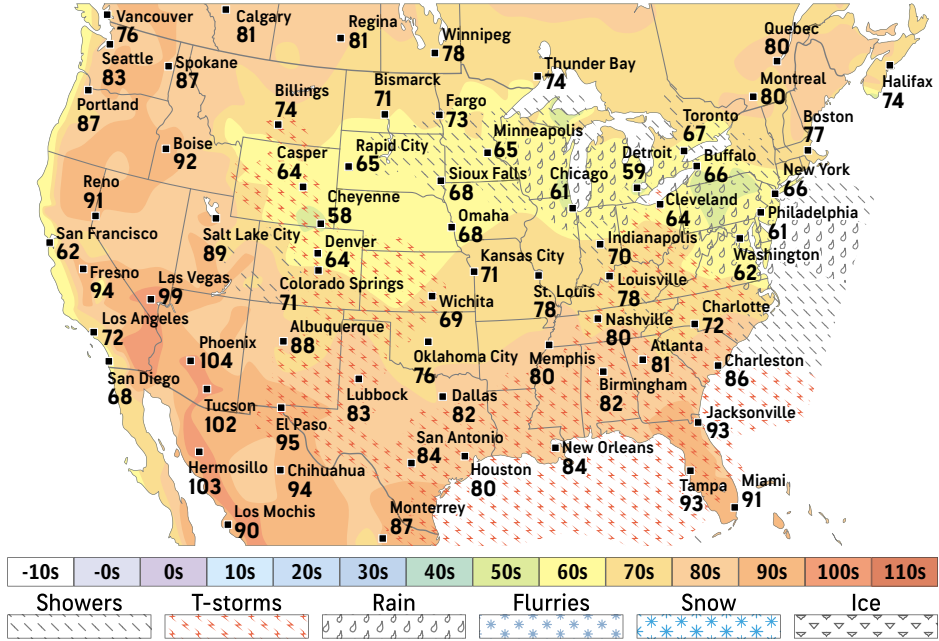 Vancouver
76
Calgary
81
Regina
81
Winnipeg
78
Quebec
80
Seattle
83
Spokane
87
Thunder Bay
74
Montreal
80
Halifax
74
Portland
87
Billings
74
Bismarck
71
Fargo
73
Minneapolis
65
Toronto
67
Boston
77
Boise
92
Casper
64
Rapid City
65
Sioux Falls
68
Chicago
61
Detroit
59
Buffalo
66
New York
66
Reno
91
Cheyenne
58
Omaha
68
Cleveland
64
Philadelphia
61
San Francisco
62
Salt Lake City
89
Denver
64
Kansas City
71
Indianapolis
70
Washington
62
Fresno
94
Las Vegas
99
Colorado Springs
71
Wichita
69
St. Louis
78
Louisville
78
Los Angeles
72
Albuquerque
88
Nashville
80
Charlotte
72
Phoenix
104
Oklahoma City
76
Memphis
80
Atlanta
81
Charleston
86
San Diego
68
Lubbock
83
Dallas
82
Birmingham
82
Tucson
102
El Paso
95
Jacksonville
93
San Antonio
84
New Orleans
84
Hermosillo
103
Chihuahua
94
Houston
80
Tampa
93
Miami
91
Los Mochis
90
Monterrey
87
-10s -0s 0s 10s 20s 30s 40s 50s 60s 70s 80s 90s 100s 110s
Showers T-storms Rain Flurries Snow Ice